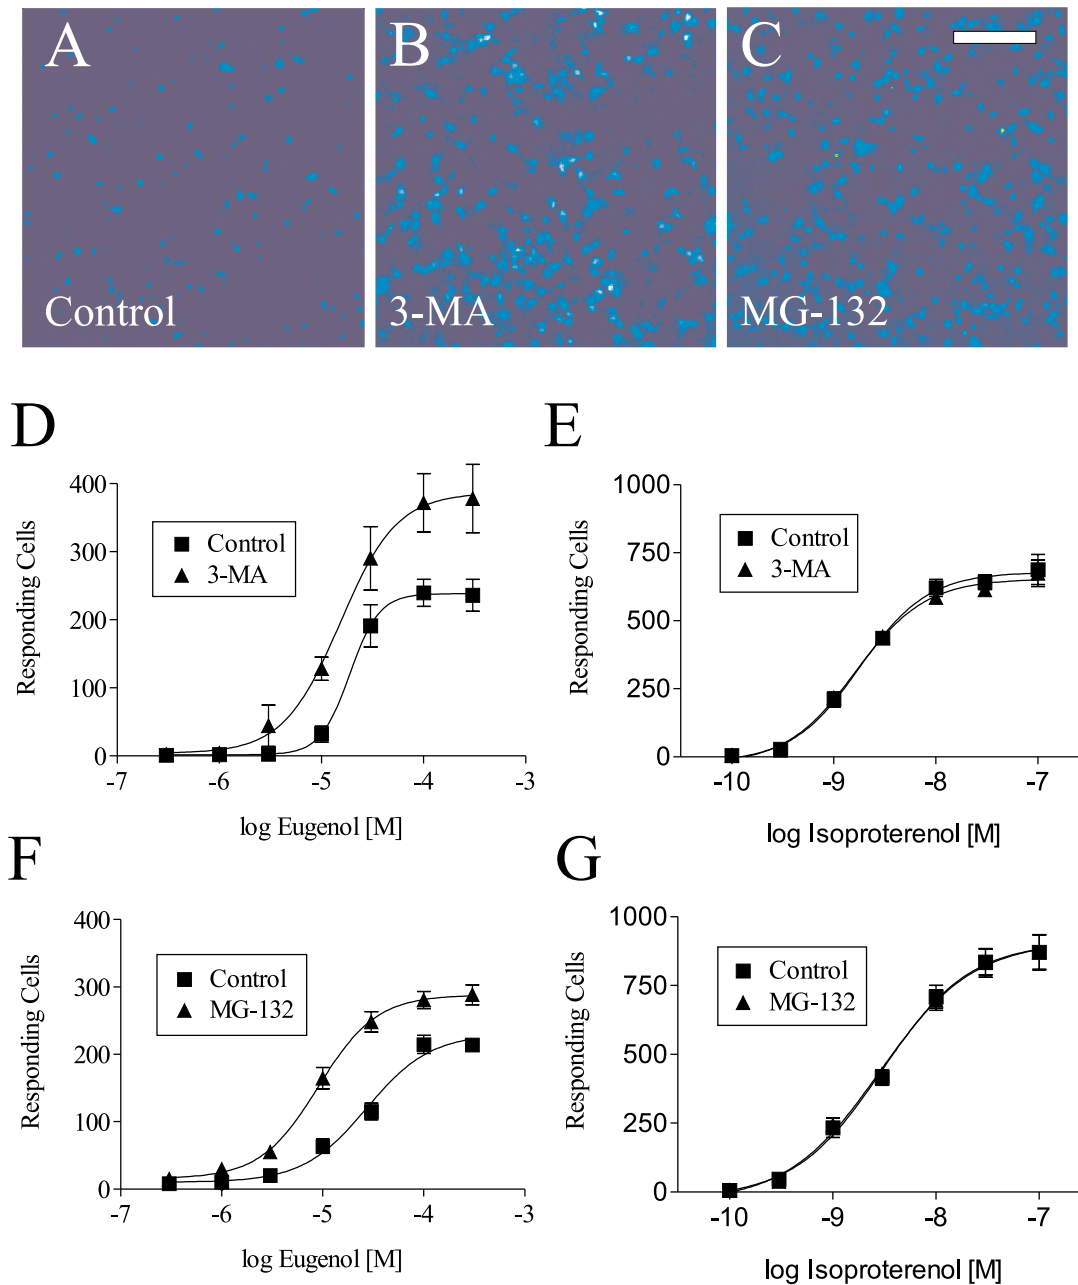 A
B
C
Control
3-MA
MG-132
D
E
Responding Cells
400
300
200
100
0
Control
3-MA
-7
-6
-5
-4
-3
log Eugenol [M]
Responding Cells
1000
750
500
250
0
Control
3-MA
-10
-9
-8
-7
log Isoproterenol [M]
F
G
Responding Cells
400
300
200
100
0
Control
MG-132
-7
-6
-5
-4
-3
log Eugenol [M]
Responding Cells
1000
750
500
250
0
Control
MG-132
-10
-9
-8
-7
log Isoproterenol [M]